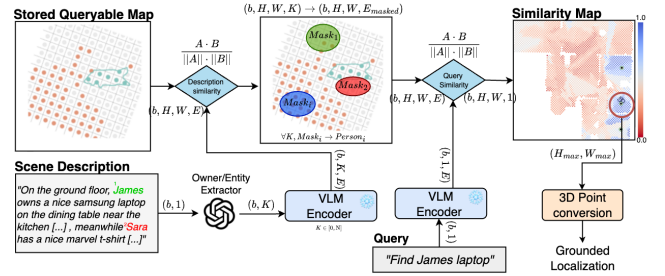 Stored Queryable Map
(b, H, W, E)
A · B
||A|| · ||B||
Description
similarity
(b, H, W, K) → (b, H, W, E_masked)
Mask_1
Mask_2
∀K, Mask_i → Person_i
A · B
||A|| · ||B||
Query
Similarity
(b, H, W, E)
(b, H, W, 1)
Similarity Map
1.0
0.0
(H_max, W_max)
3D Point
conversion
Grounded
Localization
Scene Description
"On the ground floor, James
owns a nice samsung laptop
on the dining table near the
kitchen [...] , meanwhile Sara
has a nice marvel t-shirt [...]"
(b, 1)
Owner/Entity
Extractor
(b, K)
VLM
Encoder
K ∈ [0,N]
(b, K, E)
VLM
Encoder
(b, 1, E)
(b, 1)
Query
"Find James laptop"